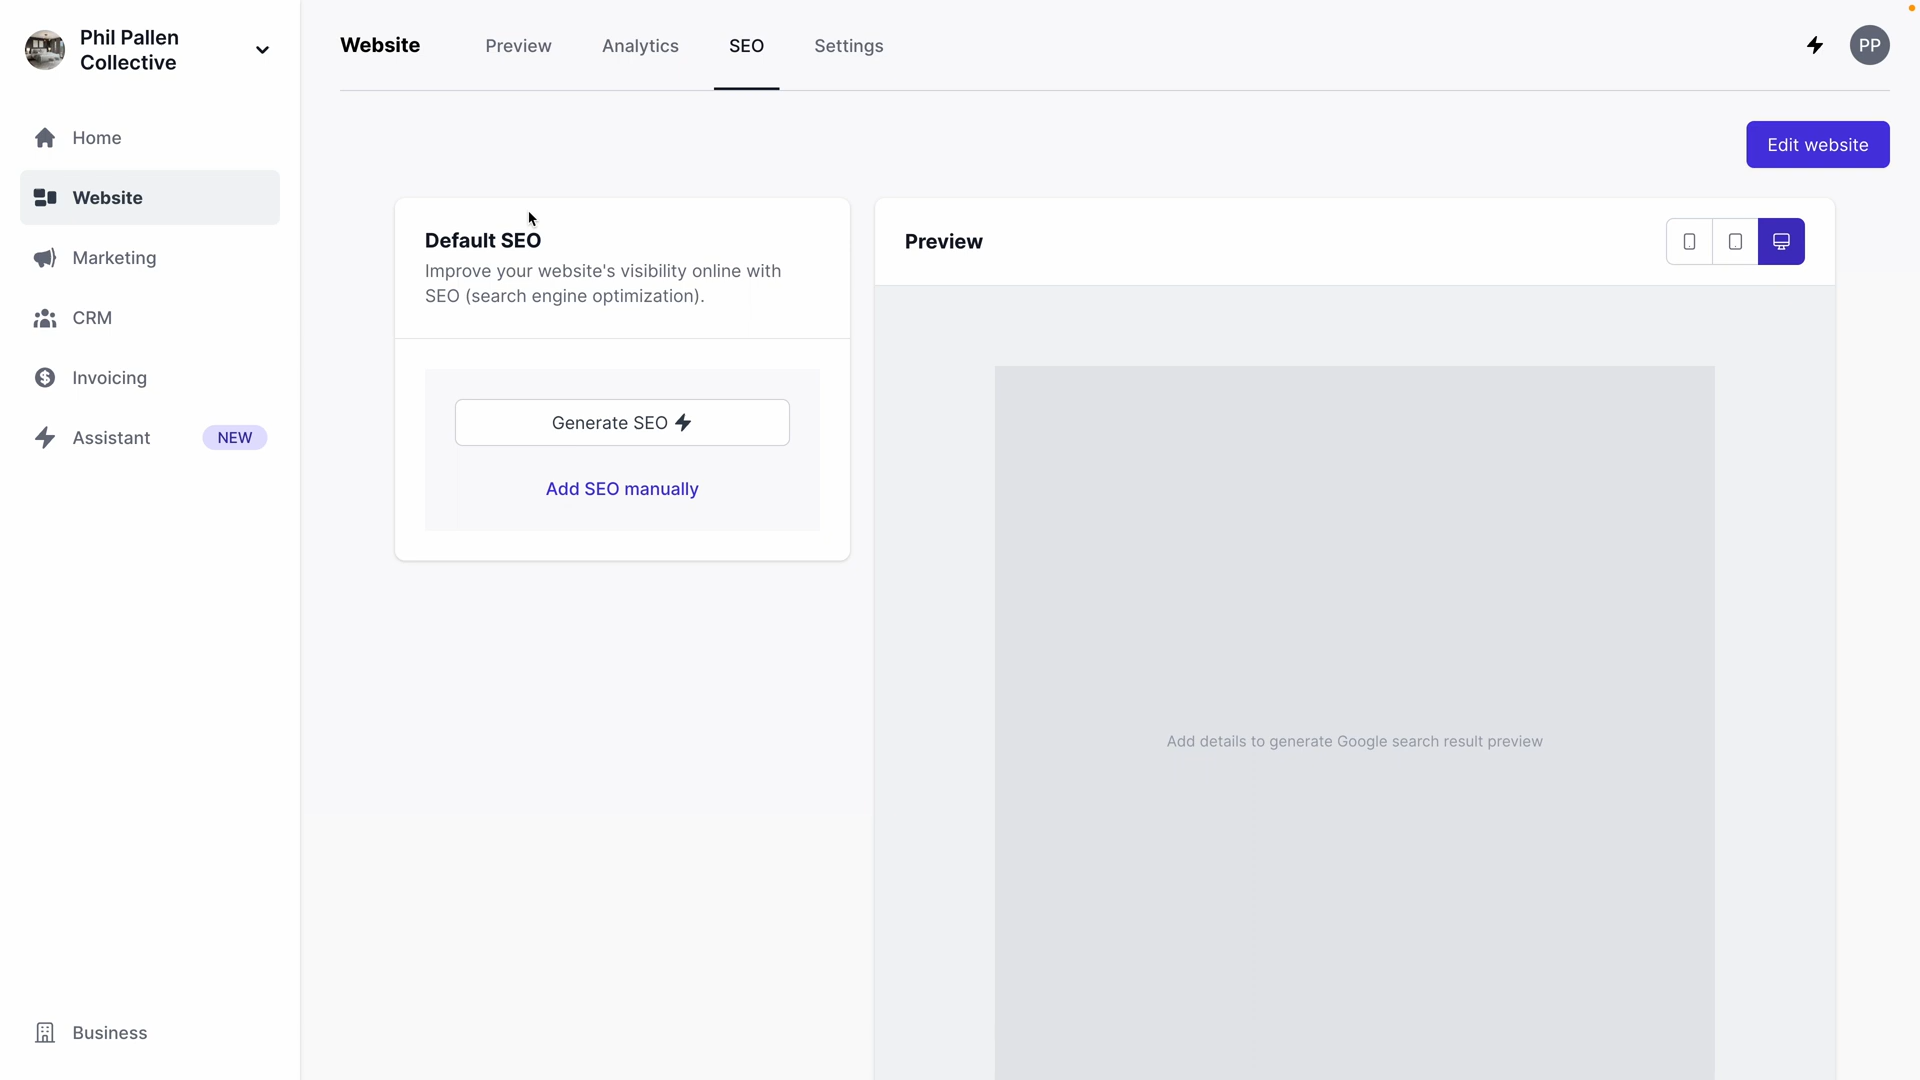 Phil Pallen
Collective
Home
Website
Marketing
CRM
Invoicing
Assistant NEW
Business
Website Preview Analytics SEO Settings
PP
Edit website
Default SEO
Improve your website's visibility online with
SEO (search engine optimization).
Generate SEO
Add SEO manually
Preview
Add details to generate Google search result preview